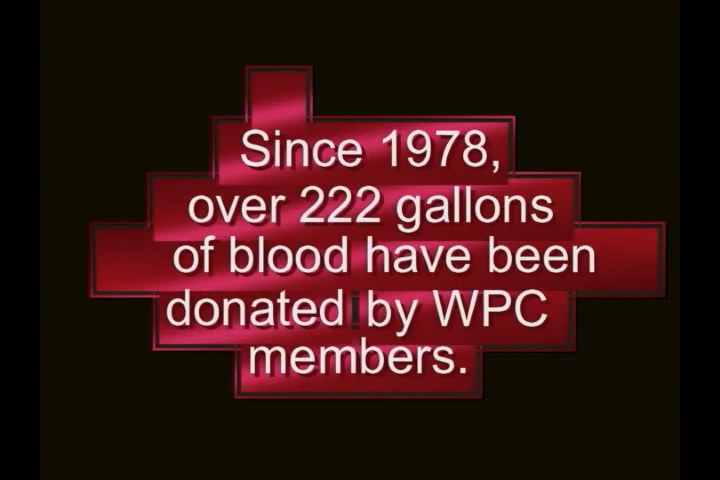 Since 1978,
over 222 gallons
of blood have been
donated by WPC
members.